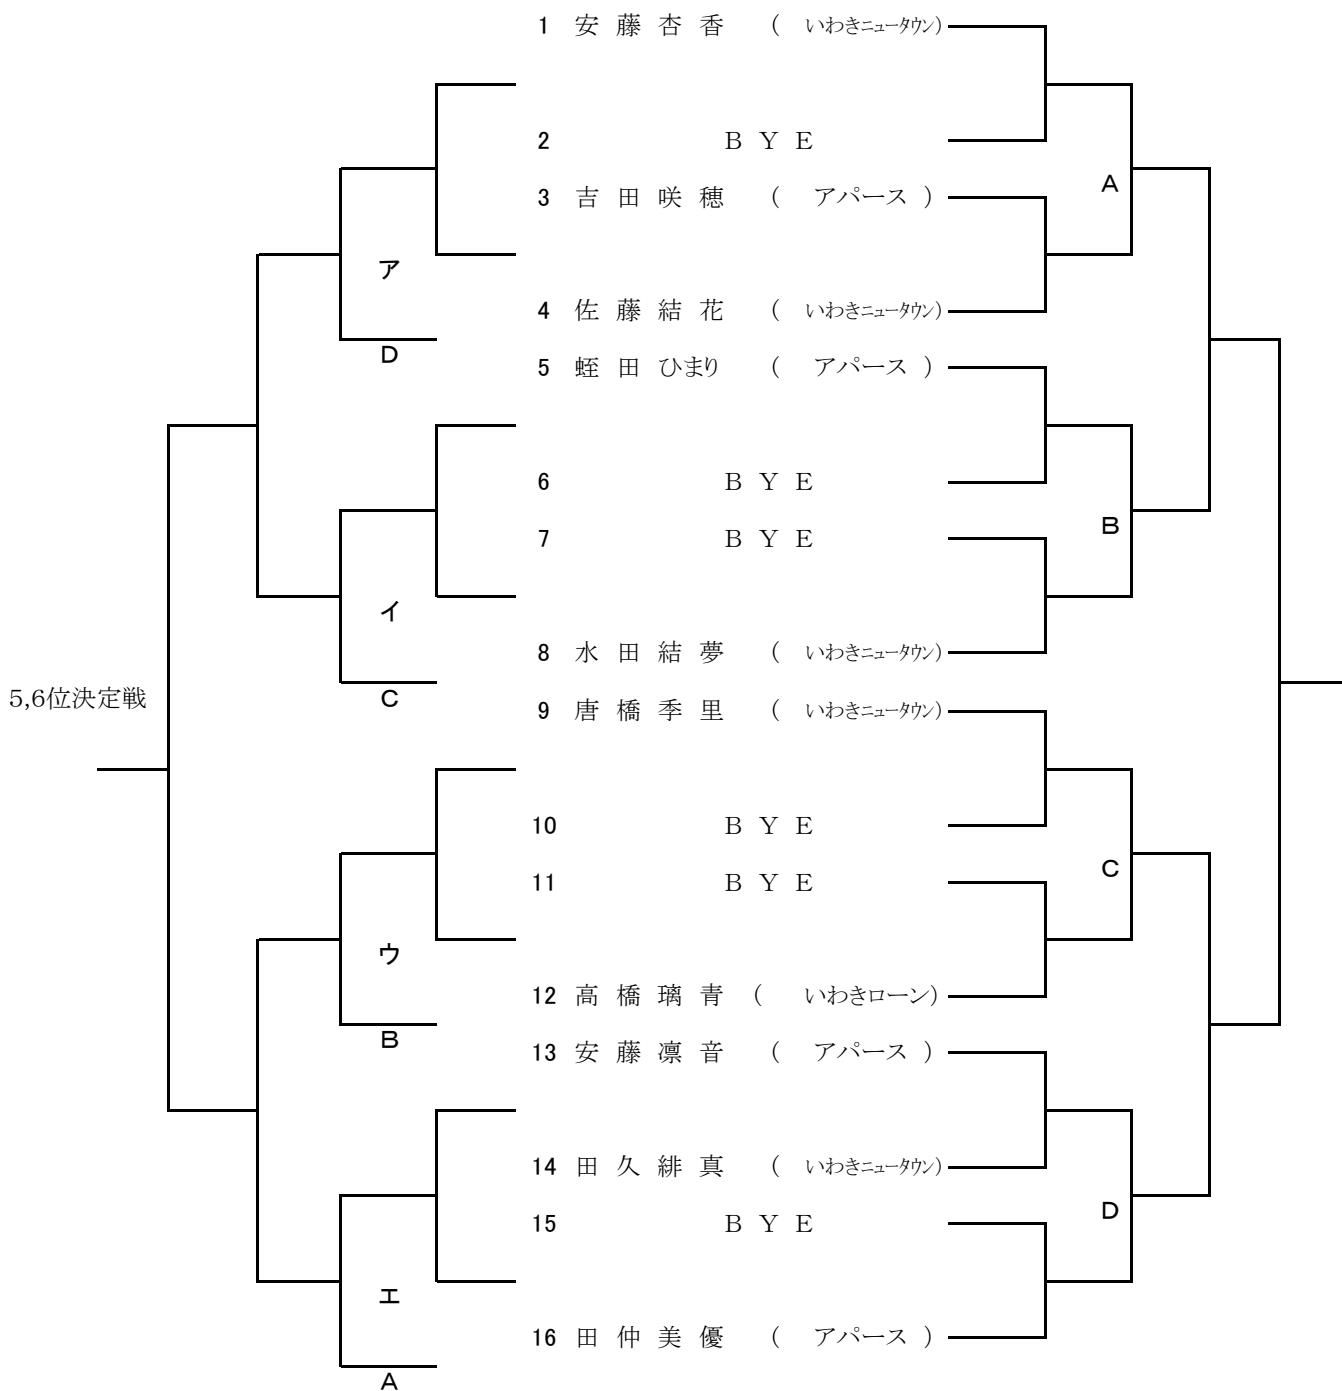 1 安藤杏香 ( いわきニュータウン)
2 BYE
A
3 吉田咲穂 ( アパース )
ア
4 佐藤結花 ( いわきニュータウン)
D
5 蛭田ひまり ( アパース )
6 BYE
B
7 BYE
イ
8 水田結夢 ( いわきニュータウン)
C
5,6位決定戦
9 唐橋季里 ( いわきニュータウン)
10 BYE
C
11 BYE
ウ
12 高橋璃青 ( いわきローン)
B
13 安藤凛音 ( アパース )
14 田久緋真 ( いわきニュータウン)
D
15 BYE
エ
16 田仲美優 ( アパース )
A